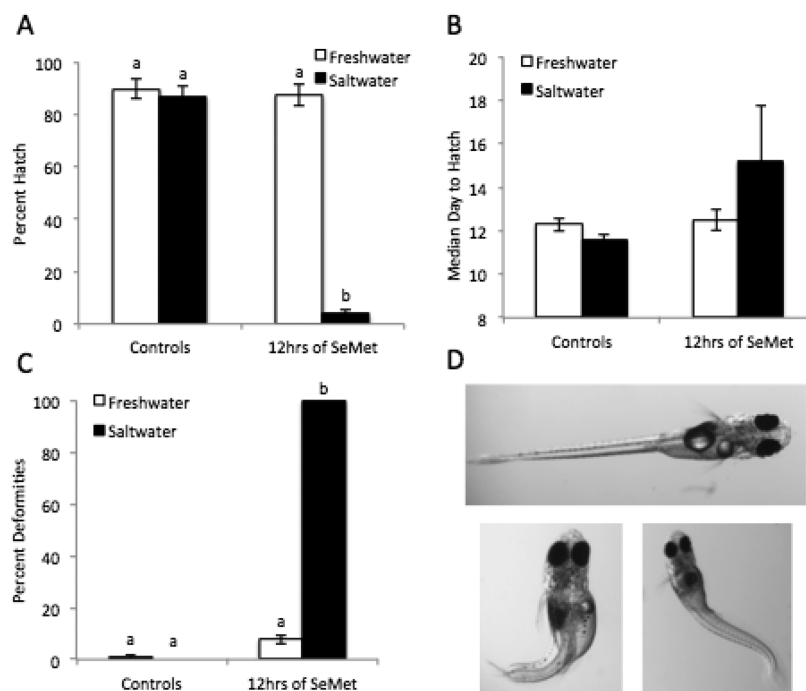 A
Percent Hatch
100
80
60
40
20
0
a
a
a
b
Freshwater
Saltwater
Controls
12hrs of SeMet
B
Median Day to Hatch
20
18
16
14
12
10
8
Freshwater
Saltwater
Controls
12hrs of SeMet
C
Percent Deformities
100
80
60
40
20
0
Freshwater
Saltwater
a
a
a
b
Controls
12hrs of SeMet
D